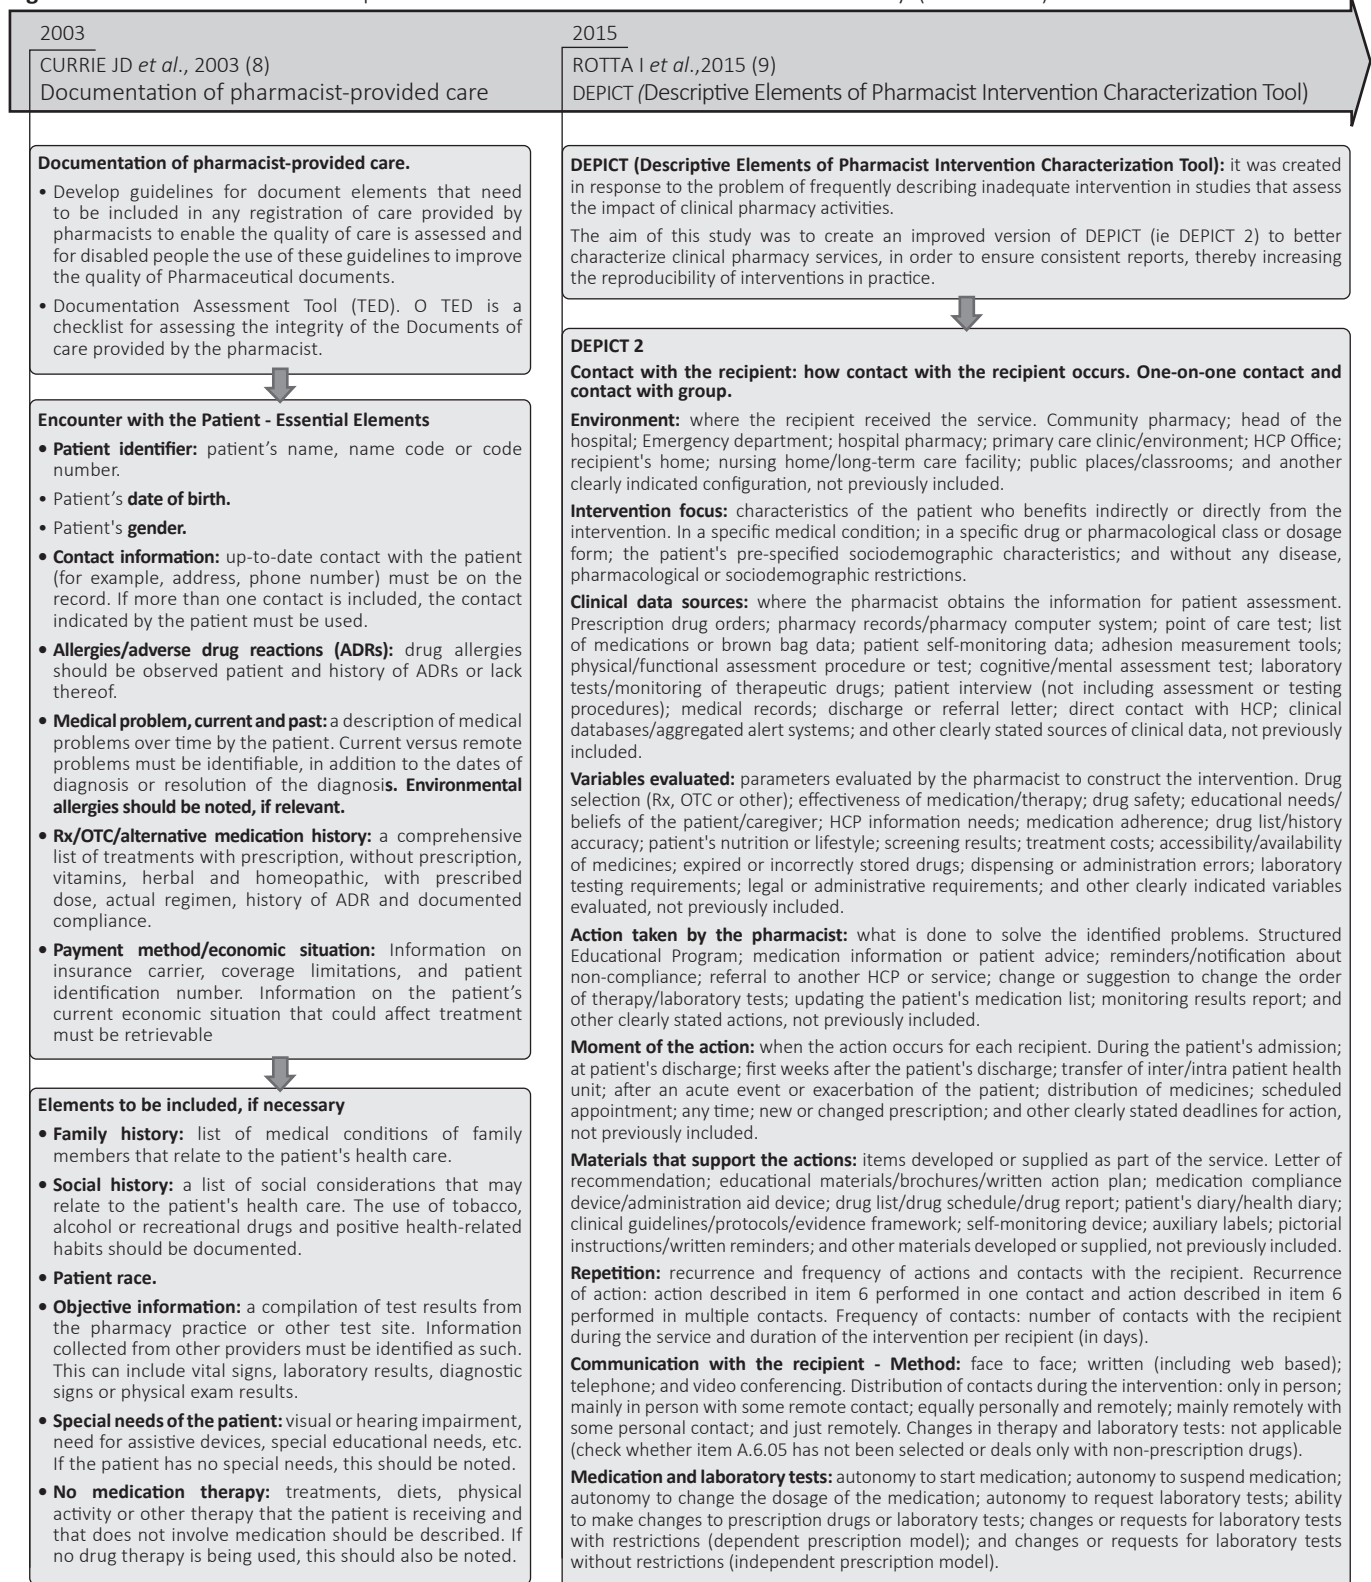 2003
CURRIE JD et al., 2003 (8)
Documentation of pharmacist-provided care
2015
ROTTA I et al.,2015 (9)
DEPICT (Descriptive Elements of Pharmacist Intervention Characterization Tool)
Documentation of pharmacist-provided care.
• Develop guidelines for document elements that need
to be included in any registration of care provided by
pharmacists to enable the quality of care is assessed and
for disabled people the use of these guidelines to improve
the quality of Pharmaceutical documents.
• Documentation Assessment Tool (TED). O TED is a
checklist for assessing the integrity of the Documents of
care provided by the pharmacist.
Encounter with the Patient - Essential Elements
• Patient identifier: patient's name, name code or code
number.
• Patient's date of birth.
• Patient's gender.
• Contact information: up-to-date contact with the patient
(for example, address, phone number) must be on the
record. If more than one contact is included, the contact
indicated by the patient must be used.
• Allergies/adverse drug reactions (ADRs): drug allergies
should be observed patient and history of ADRs or lack
thereof.
• Medical problem, current and past: a description of medical
problems over time by the patient. Current versus remote
problems must be identifiable, in addition to the dates of
diagnosis or resolution of the diagnosis. Environmental
allergies should be noted, if relevant.
• Rx/OTC/alternative medication history: a comprehensive
list of treatments with prescription, without prescription,
vitamins, herbal and homeopathic, with prescribed
dose, actual regimen, history of ADR and documented
compliance.
• Payment method/economic situation: Information on
insurance carrier, coverage limitations, and patient
identification number. Information on the patient's
current economic situation that could affect treatment
must be retrievable
Elements to be included, if necessary
• Family history: list of medical conditions of family
members that relate to the patient's health care.
• Social history: a list of social considerations that may
relate to the patient's health care. The use of tobacco,
alcohol or recreational drugs and positive health-related
habits should be documented.
• Patient race.
• Objective information: a compilation of test results from
the pharmacy practice or other test site. Information
collected from other providers must be identified as such.
This can include vital signs, laboratory results, diagnostic
signs or physical exam results.
• Special needs of the patient: visual or hearing impairment,
need for assistive devices, special educational needs, etc.
If the patient has no special needs, this should be noted.
• No medication therapy: treatments, diets, physical
activity or other therapy that the patient is receiving and
that does not involve medication should be described. If
no drug therapy is being used, this should also be noted.
DEPICT (Descriptive Elements of Pharmacist Intervention Characterization Tool): it was created
in response to the problem of frequently describing inadequate intervention in studies that assess
the impact of clinical pharmacy activities.
The aim of this study was to create an improved version of DEPICT (ie DEPICT 2) to better
characterize clinical pharmacy services, in order to ensure consistent reports, thereby increasing
the reproducibility of interventions in practice.
DEPICT 2
Contact with the recipient: how contact with the recipient occurs. One-on-one contact and
contact with group.
Environment: where the recipient received the service. Community pharmacy; head of the
hospital; Emergency department; hospital pharmacy; primary care clinic/environment; HCP Office;
recipient's home; nursing home/long-term care facility; public places/classrooms; and another
clearly indicated configuration, not previously included.
Intervention focus: characteristics of the patient who benefits indirectly or directly from the
intervention. In a specific medical condition; in a specific drug or pharmacological class or dosage
form; the patient's pre-specified sociodemographic characteristics; and without any disease,
pharmacological or sociodemographic restrictions.
Clinical data sources: where the pharmacist obtains the information for patient assessment.
Prescription drug orders; pharmacy records/pharmacy computer system; point of care test; list
of medications or brown bag data; patient self-monitoring data; adhesion measurement tools;
physical/functional assessment procedure or test; cognitive/mental assessment test; laboratory
tests/monitoring of therapeutic drugs; patient interview (not including assessment or testing
procedures); medical records; discharge or referral letter; direct contact with HCP; clinical
databases/aggregated alert systems; and other clearly stated sources of clinical data, not previously
included.
Variables evaluated: parameters evaluated by the pharmacist to construct the intervention. Drug
selection (Rx, OTC or other); effectiveness of medication/therapy; drug safety; educational needs/
beliefs of the patient/caregiver; HCP information needs; medication adherence; drug list/history
accuracy; patient's nutrition or lifestyle; screening results; treatment costs; accessibility/availability
of medicines; expired or incorrectly stored drugs; dispensing or administration errors; laboratory
testing requirements; legal or administrative requirements; and other clearly indicated variables
evaluated, not previously included.
Action taken by the pharmacist: what is done to solve the identified problems. Structured
Educational Program; medication information or patient advice; reminders/notification about
non-compliance; referral to another HCP or service; change or suggestion to change the order
of therapy/laboratory tests; updating the patient's medication list; monitoring results report; and
other clearly stated actions, not previously included.
Moment of the action: when the action occurs for each recipient. During the patient's admission;
at patient's discharge; first weeks after the patient's discharge; transfer of inter/intra patient health
unit; after an acute event or exacerbation of the patient; distribution of medicines; scheduled
appointment; any time; new or changed prescription; and other clearly stated deadlines for action,
not previously included.
Materials that support the actions: items developed or supplied as part of the service. Letter of
recommendation; educational materials/brochures/written action plan; medication compliance
device/administration aid device; drug list/drug schedule/drug report; patient's diary/health diary;
clinical guidelines/protocols/evidence framework; self-monitoring device; auxiliary labels; pictorial
instructions/written reminders; and other materials developed or supplied, not previously included.
Repetition: recurrence and frequency of actions and contacts with the recipient. Recurrence
of action: action described in item 6 performed in one contact and action described in item 6
performed in multiple contacts. Frequency of contacts: number of contacts with the recipient
during the service and duration of the intervention per recipient (in days).
Communication with the recipient - Method: face to face; written (including web based);
telephone; and video conferencing. Distribution of contacts during the intervention: only in person;
mainly in person with some remote contact; equally personally and remotely; mainly remotely with
some personal contact; and just remotely. Changes in therapy and laboratory tests: not applicable
(check whether item A.6.05 has not been selected or deals only with non-prescription drugs).
Medication and laboratory tests: autonomy to start medication; autonomy to suspend medication;
autonomy to change the dosage of the medication; autonomy to request laboratory tests; ability
to make changes to prescription drugs or laboratory tests; changes or requests for laboratory tests
with restrictions (dependent prescription model); and changes or requests for laboratory tests
without restrictions (independent prescription model).